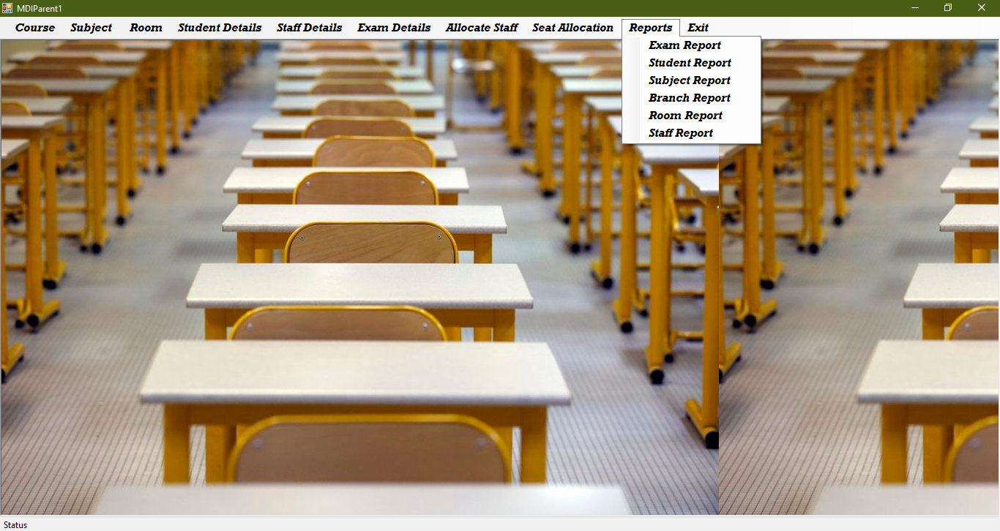 MDIParent1
Course Subject Room Student Details Staff Details Exam Details Allocate Staff Seat Allocation Reports Exit
Exam Report
Student Report
Subject Report
Branch Report
Room Report
Staff Report
Status